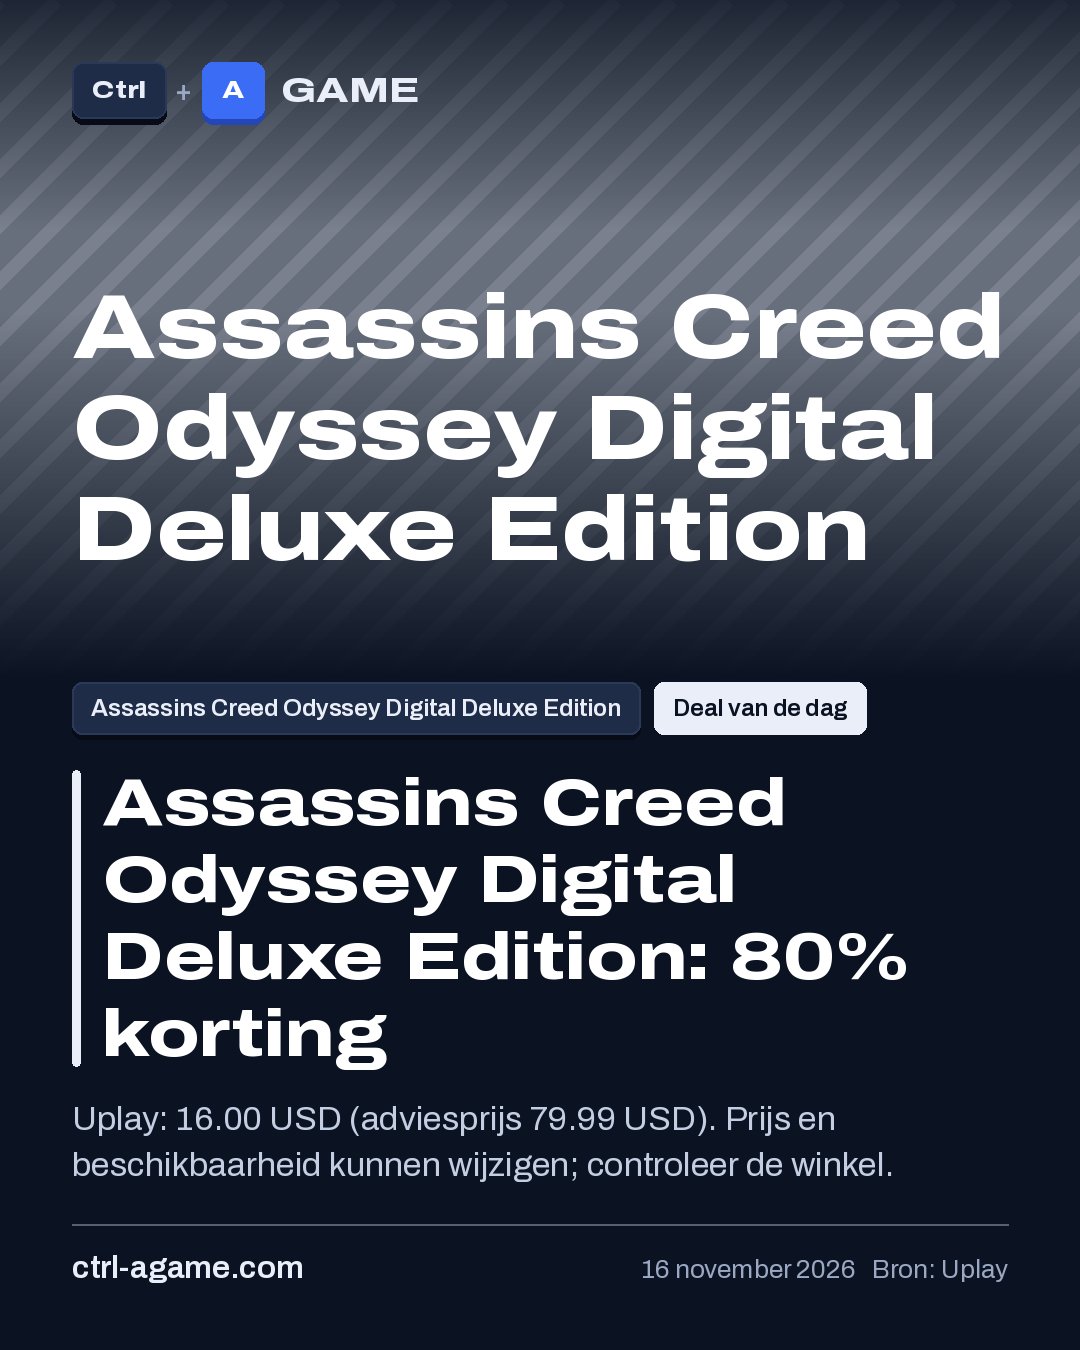 Ctrl + A GAME
Assassins Creed
Odyssey Digital
Deluxe Edition
Assassins Creed Odyssey Digital Deluxe Edition Deal van de dag
Assassins Creed
Odyssey Digital
Deluxe Edition: 80%
korting
Uplay: 16.00 USD (adviesprijs 79.99 USD). Prijs en
beschikbaarheid kunnen wijzigen; controleer de winkel.
ctrl-agame.com 16 november 2026 Bron: Uplay